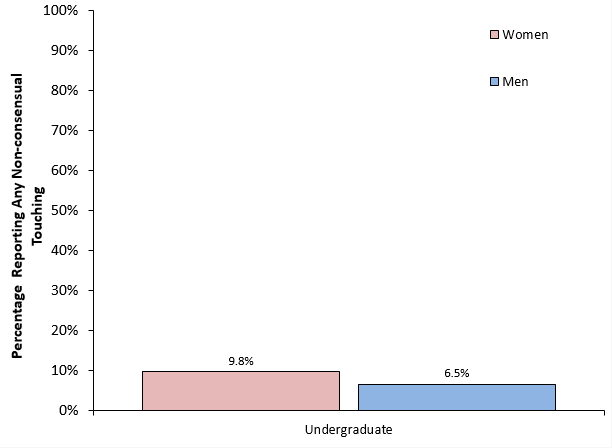 Percentage Reporting Any Non-consensual
Touching
100%
90%
80%
70%
60%
50%
40%
30%
20%
10%
0%
Women
Men
9.8%
6.5%
Undergraduate